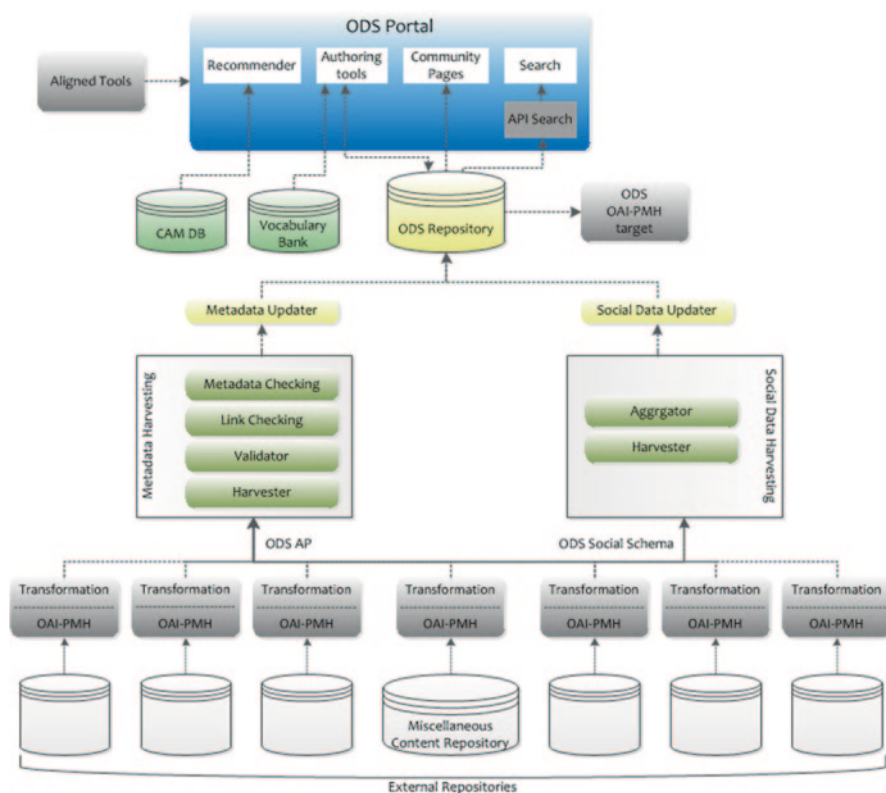 ODS Portal
Recommender
Authoring
tools
Community
Pages
Search
Aligned Tools
API Search
CAM DB
Vocabulary
Bank
ODS Repository
ODS
OAI-PMH
target
Metadata Updater
Social Data Updater
Metadata Harvesting
Metadata Checking
Link Checking
Validator
Harvester
Aggrgator
Harvester
Social Data Harvesting
ODS AP
ODS Social Schema
Transformation
OAI-PMH
Transformation
OAI-PMH
Transformation
OAI-PMH
Transformation
OAI-PMH
Transformation
OAI-PMH
Transformation
OAI-PMH
Transformation
OAI-PMH
Miscellaneous
Content Repository
External Repositories